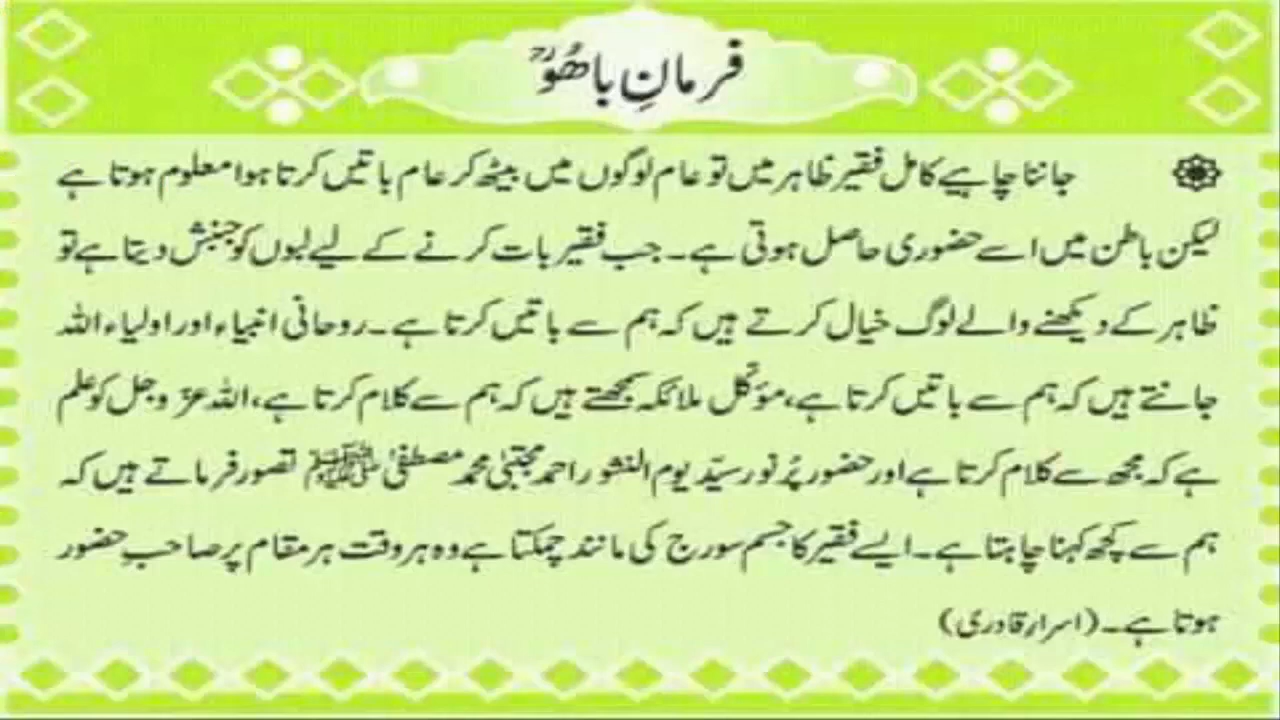 فرمانِ باھُوؒ
جاننا چاہیے کامل فقیر ظاہر میں تو عام لوگوں میں بیٹھ کر عام باتیں کرتا ہوا معلوم ہوتا ہے
لیکن باطن میں اسے حضوری حاصل ہوتی ہے۔ جب فقیر بات کرنے کے لیے لبوں کو جنبش دیتا ہے تو
ظاہر کے دیکھنے والے لوگ خیال کرتے ہیں کہ ہم سے باتیں کرتا ہے۔ روحانی انبیاء اور اولیاء اللہ
جانتے ہیں کہ ہم سے باتیں کرتا ہے، مؤکّل ملائکہ سمجھتے ہیں کہ ہم سے کلام کرتا ہے، اللہ عزّ وجل کو علم
ہے کہ مجھ سے کلام کرتا ہے اور حضور پُر نور سیّد یوم النشور احمد مجتبیٰ محمد مصطفیٰ ﷺ تصور فرماتے ہیں کہ
ہم سے کچھ کہنا چاہتا ہے۔ ایسے فقیر کا جسم سورج کی مانند چمکتا ہے وہ ہر وقت ہر مقام پر صاحبِ حضور
ہوتا ہے۔ (اسرارِ قادری)